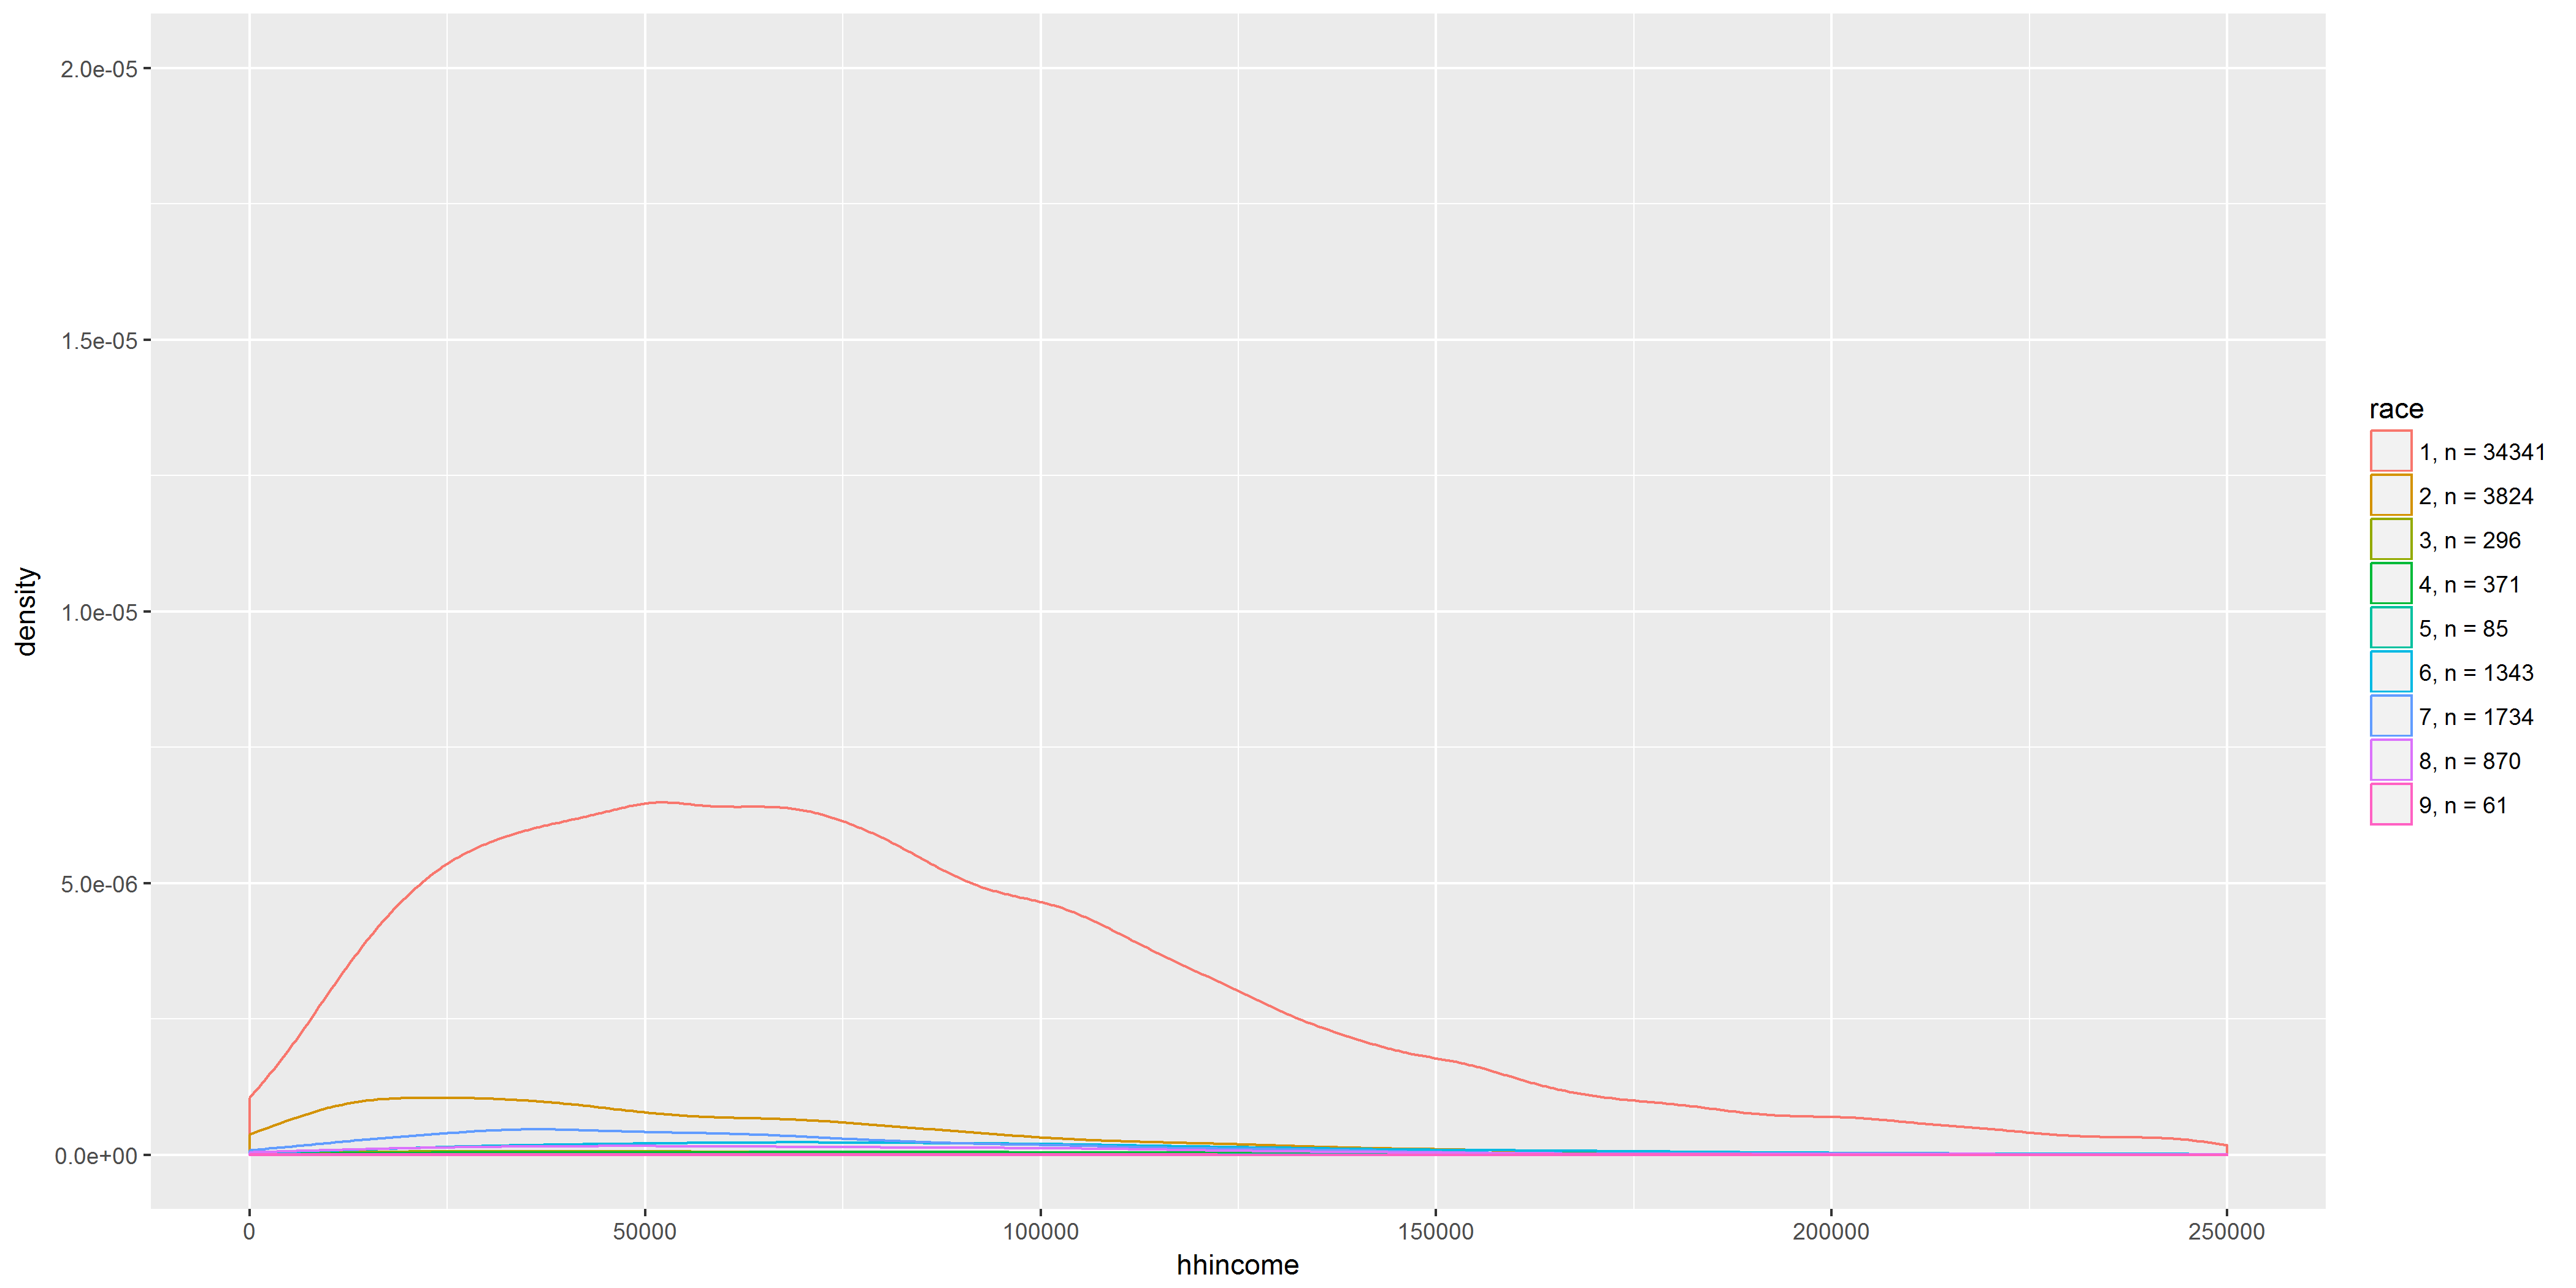 2.0e-05
1.5e-05
1.0e-05
5.0e-06
0.0e+00
density
0 50000 100000 150000 200000 250000
hhincome
race
1, n = 34341
2, n = 3824
3, n = 296
4, n = 371
5, n = 85
6, n = 1343
7, n = 1734
8, n = 870
9, n = 61